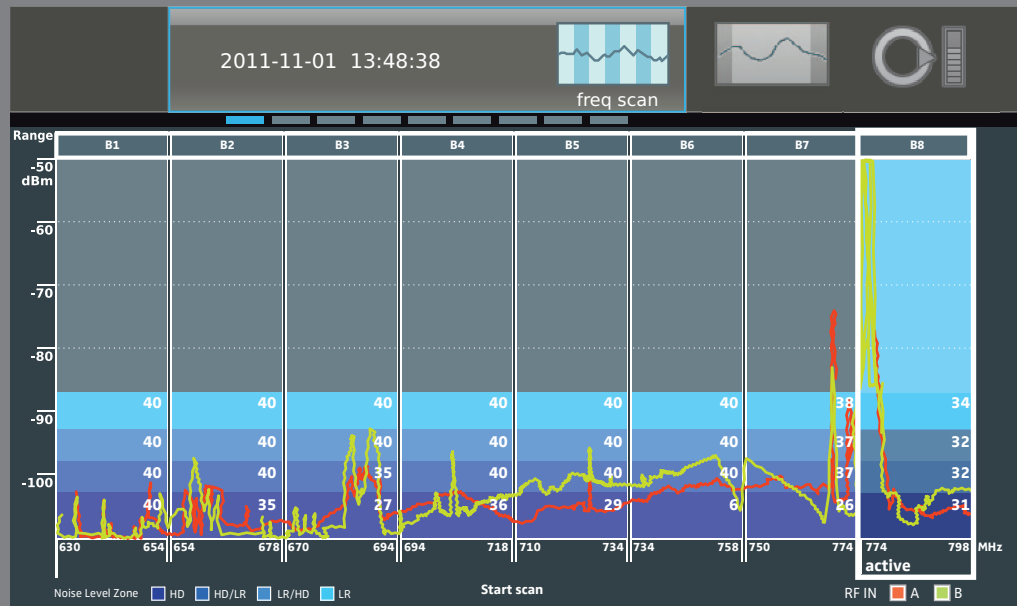 2011-11-01 13:48:38
freq scan
Range
B1 B2 B3 B4 B5 B6 B7 B8
-50
dBm
-60
-70
-80
-90
40 40 40 40 40 40 38 34
40 40 40 40 40 40 37 32
40 40 35 40 40 40 37 32
-100
40 35 27 36 29 6 26 31
630 654 654 678 670 694 694 718 710 734 734 758 750 774 774 798 MHz
active
Noise Level Zone HD HD/LR LR/HD LR Start scan RF IN A B